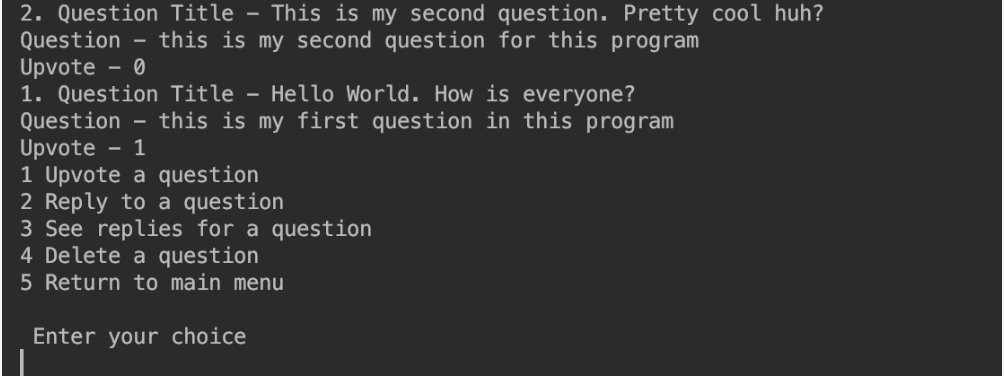 2. Question Title – This is my second question. Pretty cool huh?
Question – this is my second question for this program
Upvote – 0
1. Question Title – Hello World. How is everyone?
Question – this is my first question in this program
Upvote – 1
1 Upvote a question
2 Reply to a question
3 See replies for a question
4 Delete a question
5 Return to main menu
Enter your choice